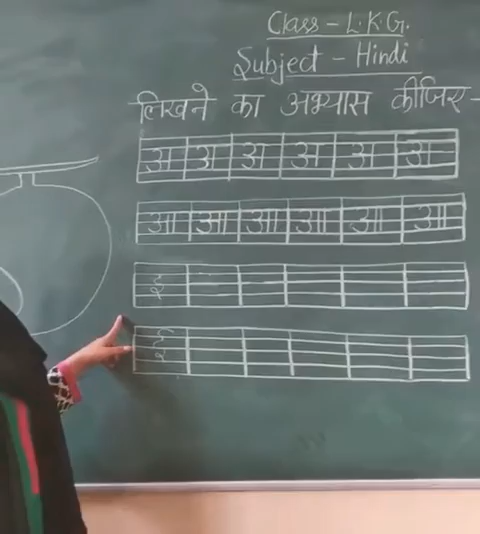 Class - L.K.G.
Subject - Hindi
लिखने का अभ्यास कीजिए -
अ अ अ अ अ अ
आ आ आ आ आ आ
इ
ई